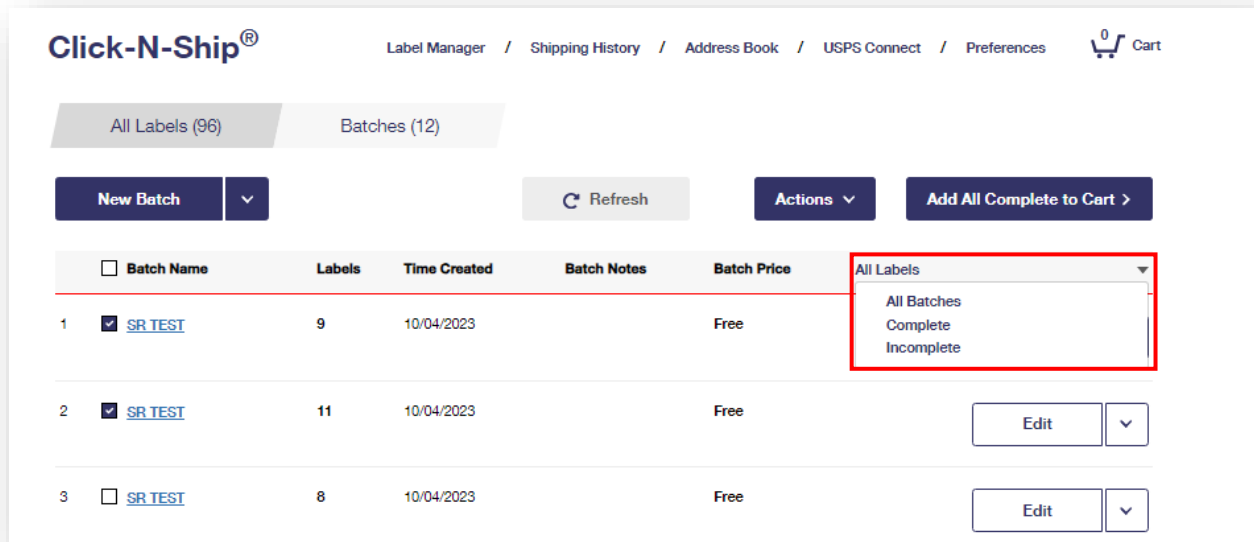 Click-N-Ship®
Label Manager / Shipping History / Address Book / USPS Connect / Preferences
0 Cart
All Labels (96) Batches (12)
New Batch Refresh Actions Add All Complete to Cart >
Batch Name Labels Time Created Batch Notes Batch Price All Labels
All Batches
Complete
Incomplete
1 SR TEST 9 10/04/2023 Free
2 SR TEST 11 10/04/2023 Free Edit
3 SR TEST 8 10/04/2023 Free Edit